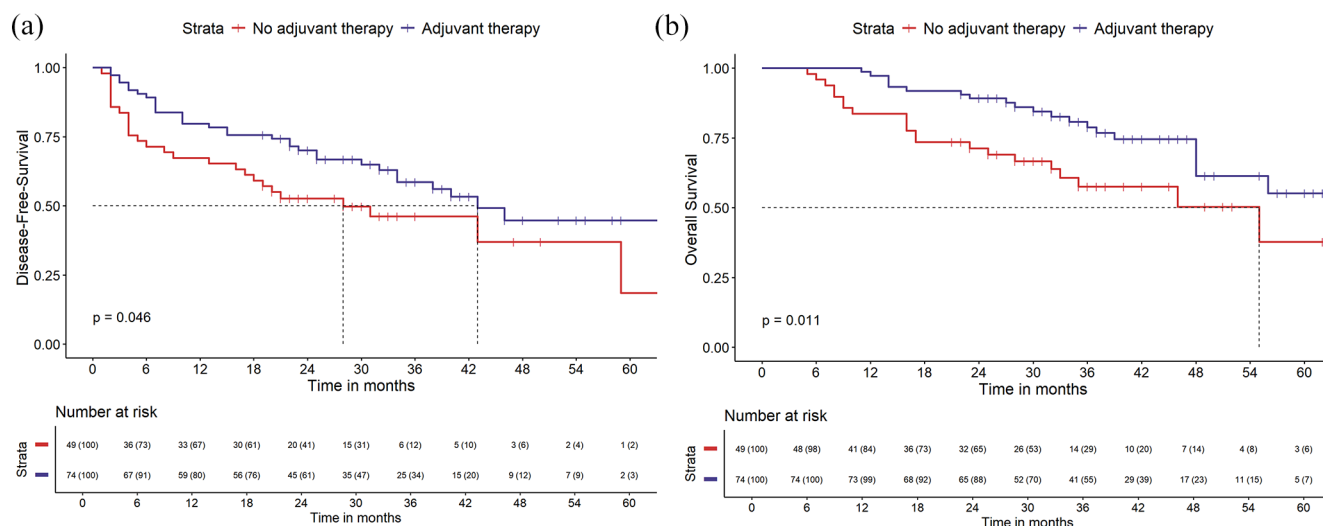 (a)
Strata No adjuvant therapy Adjuvant therapy
1.00
0.75
0.50
0.25
0.00
Disease-Free-Survival
p = 0.046
0 6 12 18 24 30 36 42 48 54 60
Time in months
Number at risk
Strata
49 (100) 36 (73) 33 (67) 30 (61) 20 (41) 15 (31) 6 (12) 5 (10) 3 (6) 2 (4) 1 (2)
74 (100) 67 (91) 59 (80) 56 (76) 45 (61) 35 (47) 25 (34) 15 (20) 9 (12) 7 (9) 2 (3)
0 6 12 18 24 30 36 42 48 54 60
Time in months
(b)
Strata No adjuvant therapy Adjuvant therapy
1.00
0.75
0.50
0.25
0.00
Overall Survival
p = 0.011
0 6 12 18 24 30 36 42 48 54 60
Time in months
Number at risk
Strata
49 (100) 48 (98) 41 (84) 36 (73) 32 (65) 26 (53) 14 (29) 10 (20) 7 (14) 4 (8) 3 (6)
74 (100) 74 (100) 73 (99) 68 (92) 65 (88) 52 (70) 41 (55) 29 (39) 17 (23) 11 (15) 5 (7)
0 6 12 18 24 30 36 42 48 54 60
Time in months